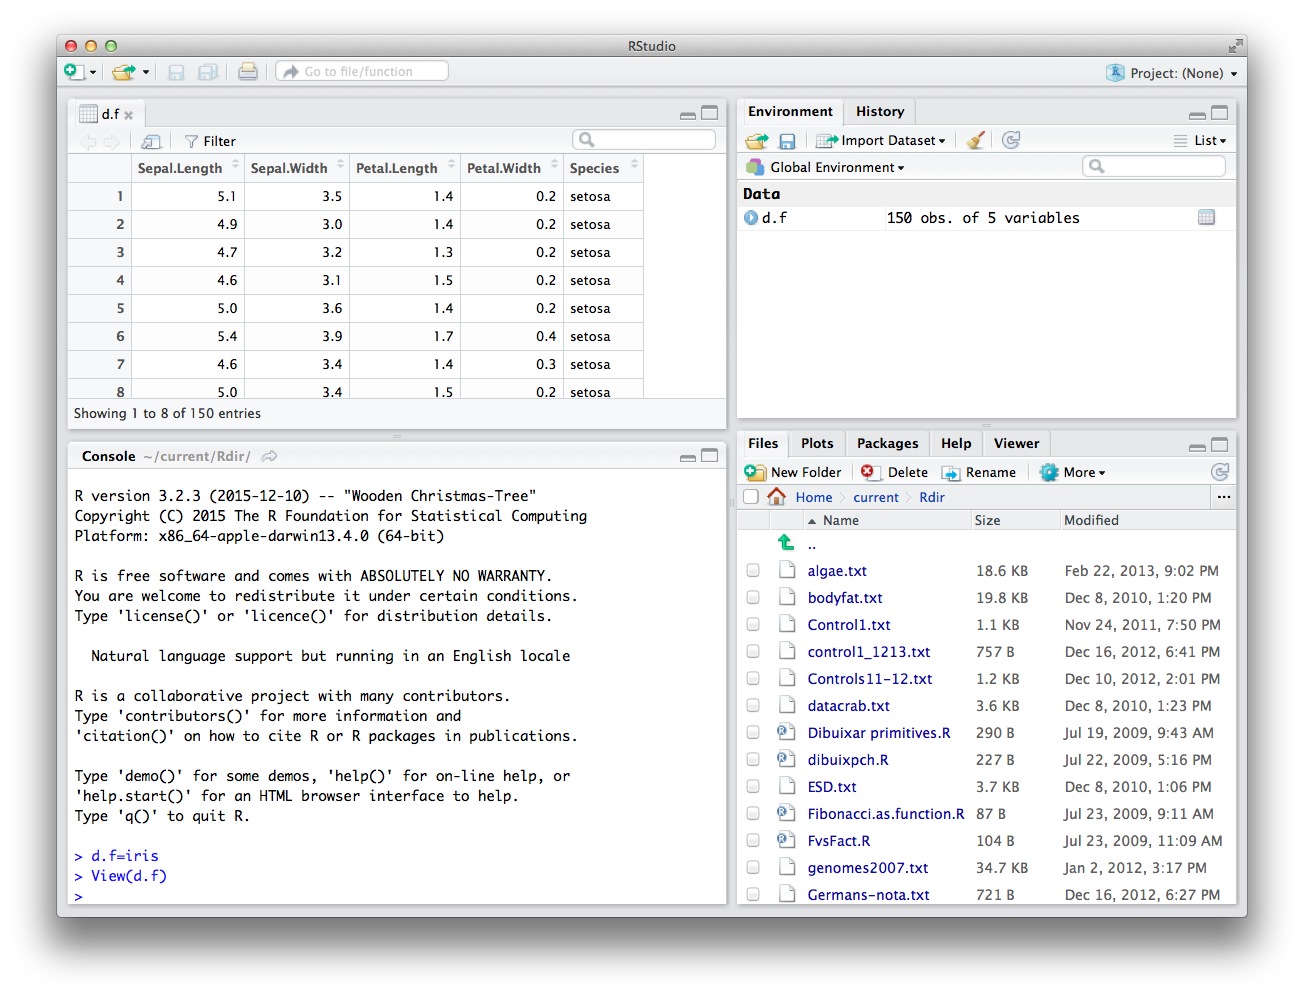 RStudio
Go to file/function
Project: (None)
d.f
Filter
Sepal.Length Sepal.Width Petal.Length Petal.Width Species
1 5.1 3.5 1.4 0.2 setosa
2 4.9 3.0 1.4 0.2 setosa
3 4.7 3.2 1.3 0.2 setosa
4 4.6 3.1 1.5 0.2 setosa
5 5.0 3.6 1.4 0.2 setosa
6 5.4 3.9 1.7 0.4 setosa
7 4.6 3.4 1.4 0.3 setosa
8 5.0 3.4 1.5 0.2 setosa
Showing 1 to 8 of 150 entries
Console ~/current/Rdir/
R version 3.2.3 (2015-12-10) -- "Wooden Christmas-Tree"
Copyright (C) 2015 The R Foundation for Statistical Computing
Platform: x86_64-apple-darwin13.4.0 (64-bit)
R is free software and comes with ABSOLUTELY NO WARRANTY.
You are welcome to redistribute it under certain conditions.
Type 'license()' or 'licence()' for distribution details.
Natural language support but running in an English locale
R is a collaborative project with many contributors.
Type 'contributors()' for more information and
'citation()' on how to cite R or R packages in publications.
Type 'demo()' for some demos, 'help()' for on-line help, or
'help.start()' for an HTML browser interface to help.
Type 'q()' to quit R.
> d.f=iris
> View(d.f)
>
Environment History
Import Dataset List
Global Environment
Data
d.f 150 obs. of 5 variables
Files Plots Packages Help Viewer
New Folder Delete Rename More
Home current Rdir ...
Name Size Modified
..
algae.txt 18.6 KB Feb 22, 2013, 9:02 PM
bodyfat.txt 19.8 KB Dec 8, 2010, 1:20 PM
Control1.txt 1.1 KB Nov 24, 2011, 7:50 PM
control1_1213.txt 757 B Dec 16, 2012, 6:41 PM
Controls11-12.txt 1.2 KB Dec 10, 2012, 2:01 PM
datacrab.txt 3.6 KB Dec 8, 2010, 1:23 PM
Dibuixar primitives.R 290 B Jul 19, 2009, 9:43 AM
dibuixpch.R 227 B Jul 22, 2009, 5:16 PM
ESD.txt 3.7 KB Dec 8, 2010, 1:06 PM
Fibonacci.as.function.R 87 B Jul 23, 2009, 9:11 AM
FvsFact.R 104 B Jul 23, 2009, 11:09 AM
genomes2007.txt 34.7 KB Jan 2, 2012, 3:17 PM
Germans-nota.txt 721 B Dec 16, 2012, 6:27 PM